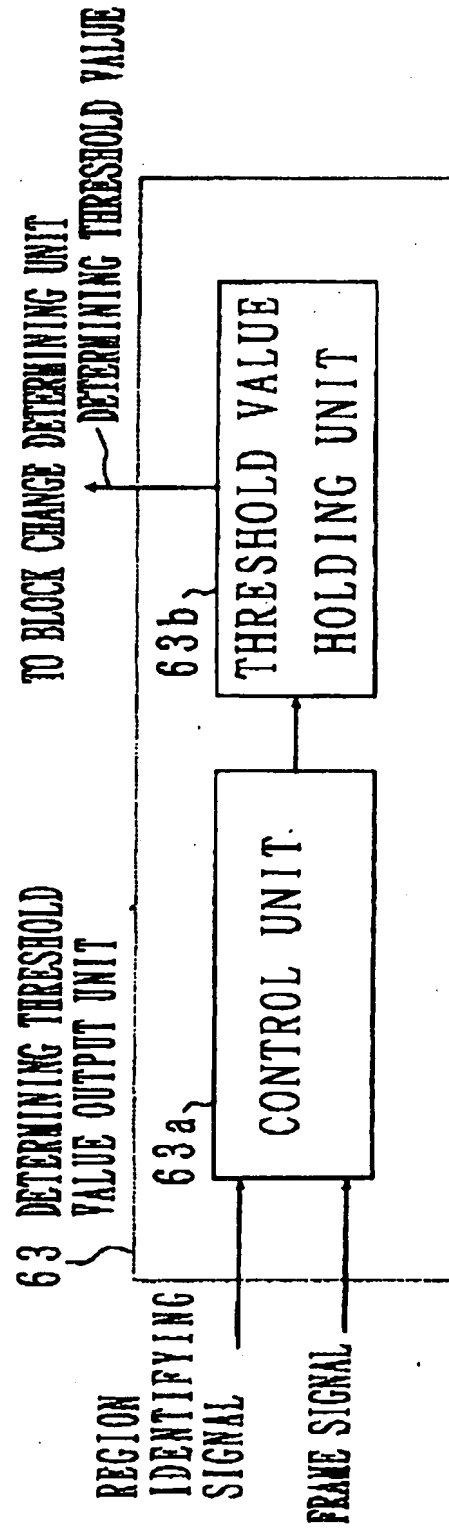 63 DETERMINING THRESHOLD
VALUE OUTPUT UNIT
TO BLOCK CHANGE DETERMINING UNIT
DETERMINING THRESHOLD VALUE
REGION
IDENTIFYING
SIGNAL
FRAME SIGNAL
63a
CONTROL UNIT
63b
THRESHOLD VALUE
HOLDING UNIT